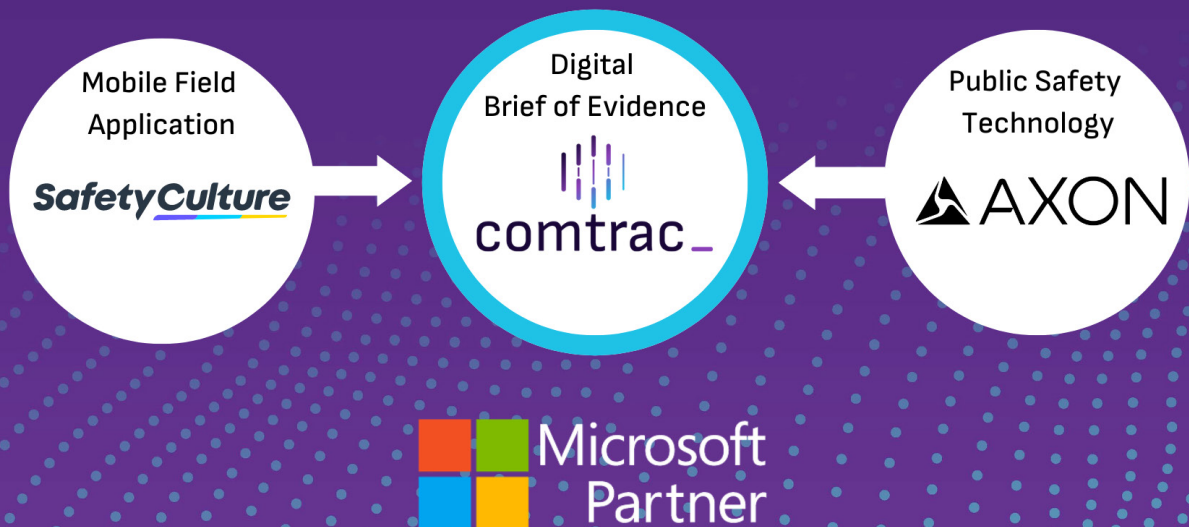 Mobile Field
Application
SafetyCulture
Digital
Brief of Evidence
comtrac_
Public Safety
Technology
AXON
Microsoft
Partner